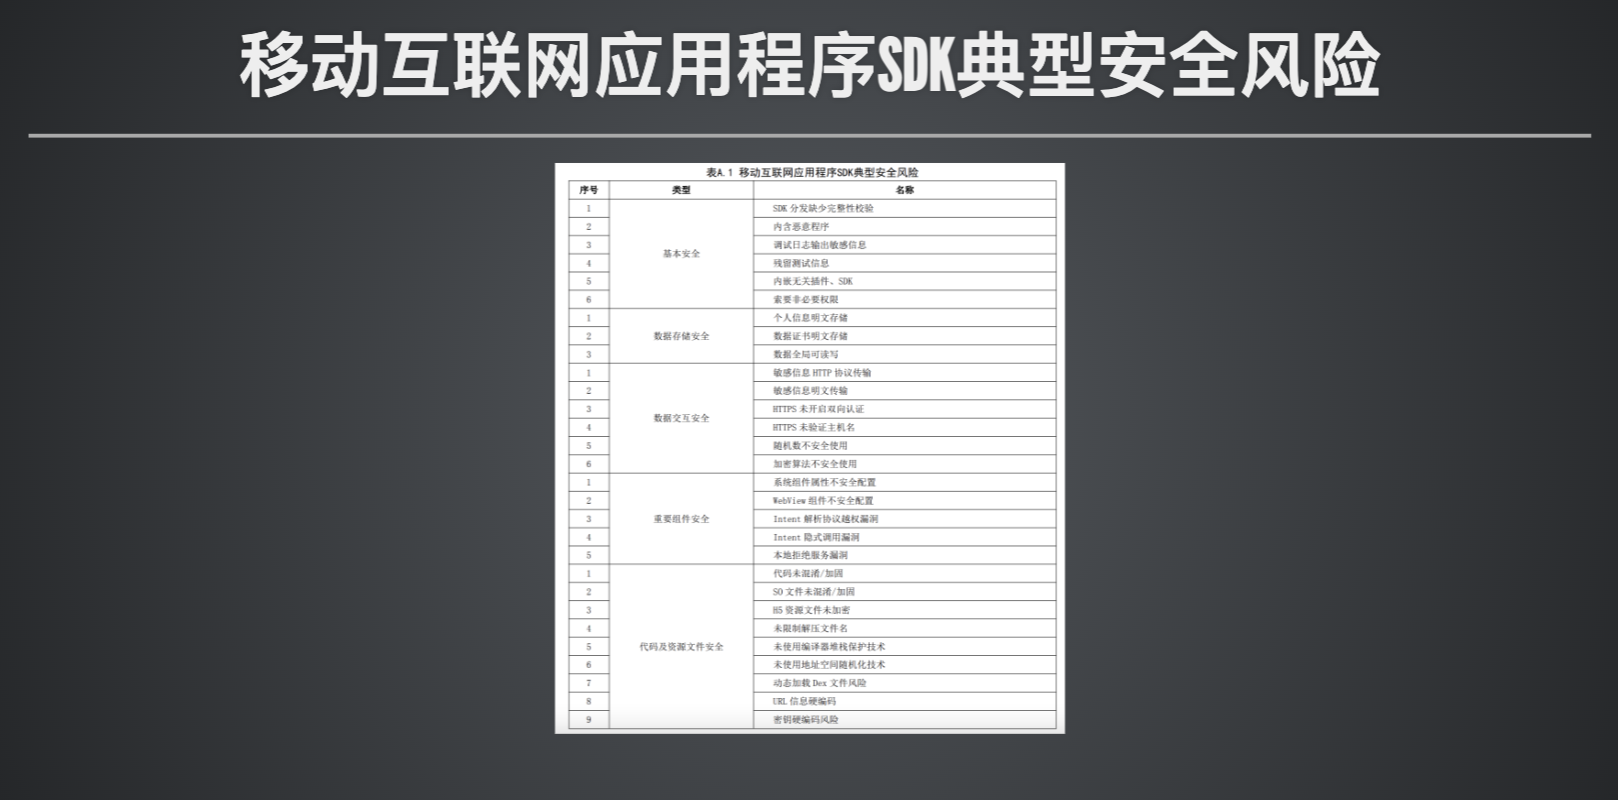 移动互联网应用程序SDK典型安全风险
表A.1 移动互联网应用程序SDK典型安全风险
序号 类型 名称
1 基本安全 SDK 分发缺少完整性校验
2 内含恶意程序
3 调试日志输出敏感信息
4 残留测试信息
5 内嵌无关插件、SDK
6 索要非必要权限
1 数据存储安全 个人信息明文存储
2 数据证书明文存储
3 数据全局可读写
1 数据交互安全 敏感信息 HTTP 协议传输
2 敏感信息明文传输
3 HTTPS 未开启双向认证
4 HTTPS 未验证主机名
5 随机数不安全使用
6 加密算法不安全使用
1 重要组件安全 系统组件属性不安全配置
2 WebView 组件不安全配置
3 Intent 解析协议越权漏洞
4 Intent 隐式调用漏洞
5 本地拒绝服务漏洞
1 代码及资源文件安全 代码未混淆/加固
2 SO 文件未混淆/加固
3 H5 资源文件未加密
4 未限制解压文件名
5 未使用编译器堆栈保护技术
6 未使用地址空间随机化技术
7 动态加载 Dex 文件风险
8 URL 信息硬编码
9 密钥硬编码风险